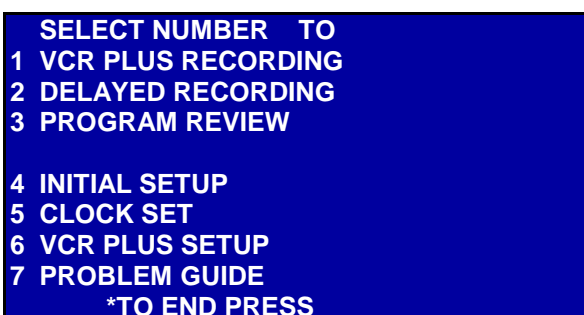 SELECT NUMBER TO
1 VCR PLUS RECORDING
2 DELAYED RECORDING
3 PROGRAM REVIEW
4 INITIAL SETUP
5 CLOCK SET
6 VCR PLUS SETUP
7 PROBLEM GUIDE
*TO END PRESS